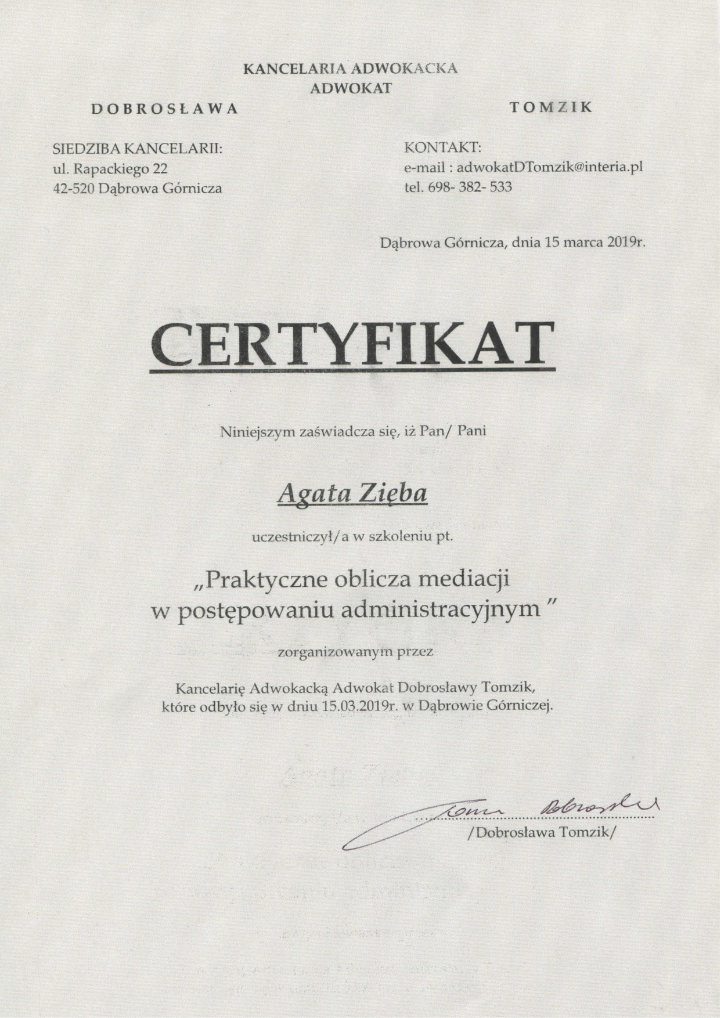 KANCELARIA ADWOKACKA
ADWOKAT
DOBROSŁAWA TOMZIK
SIEDZIBA KANCELARII:
ul. Rapackiego 22
42-520 Dąbrowa Górnicza
KONTAKT:
e-mail : adwokatDTomzik@interia.pl
tel. 698- 382- 533
Dąbrowa Górnicza, dnia 15 marca 2019r.
CERTYFIKAT
Niniejszym zaświadcza się, iż Pan/ Pani
Agata Zięba
uczestniczył/a w szkoleniu pt.
„Praktyczne oblicza mediacji
w postępowaniu administracyjnym ”
zorganizowanym przez
Kancelarię Adwokacką Adwokat Dobrosławy Tomzik,
które odbyło się w dniu 15.03.2019r. w Dąbrowie Górniczej.
/Dobrosława Tomzik/